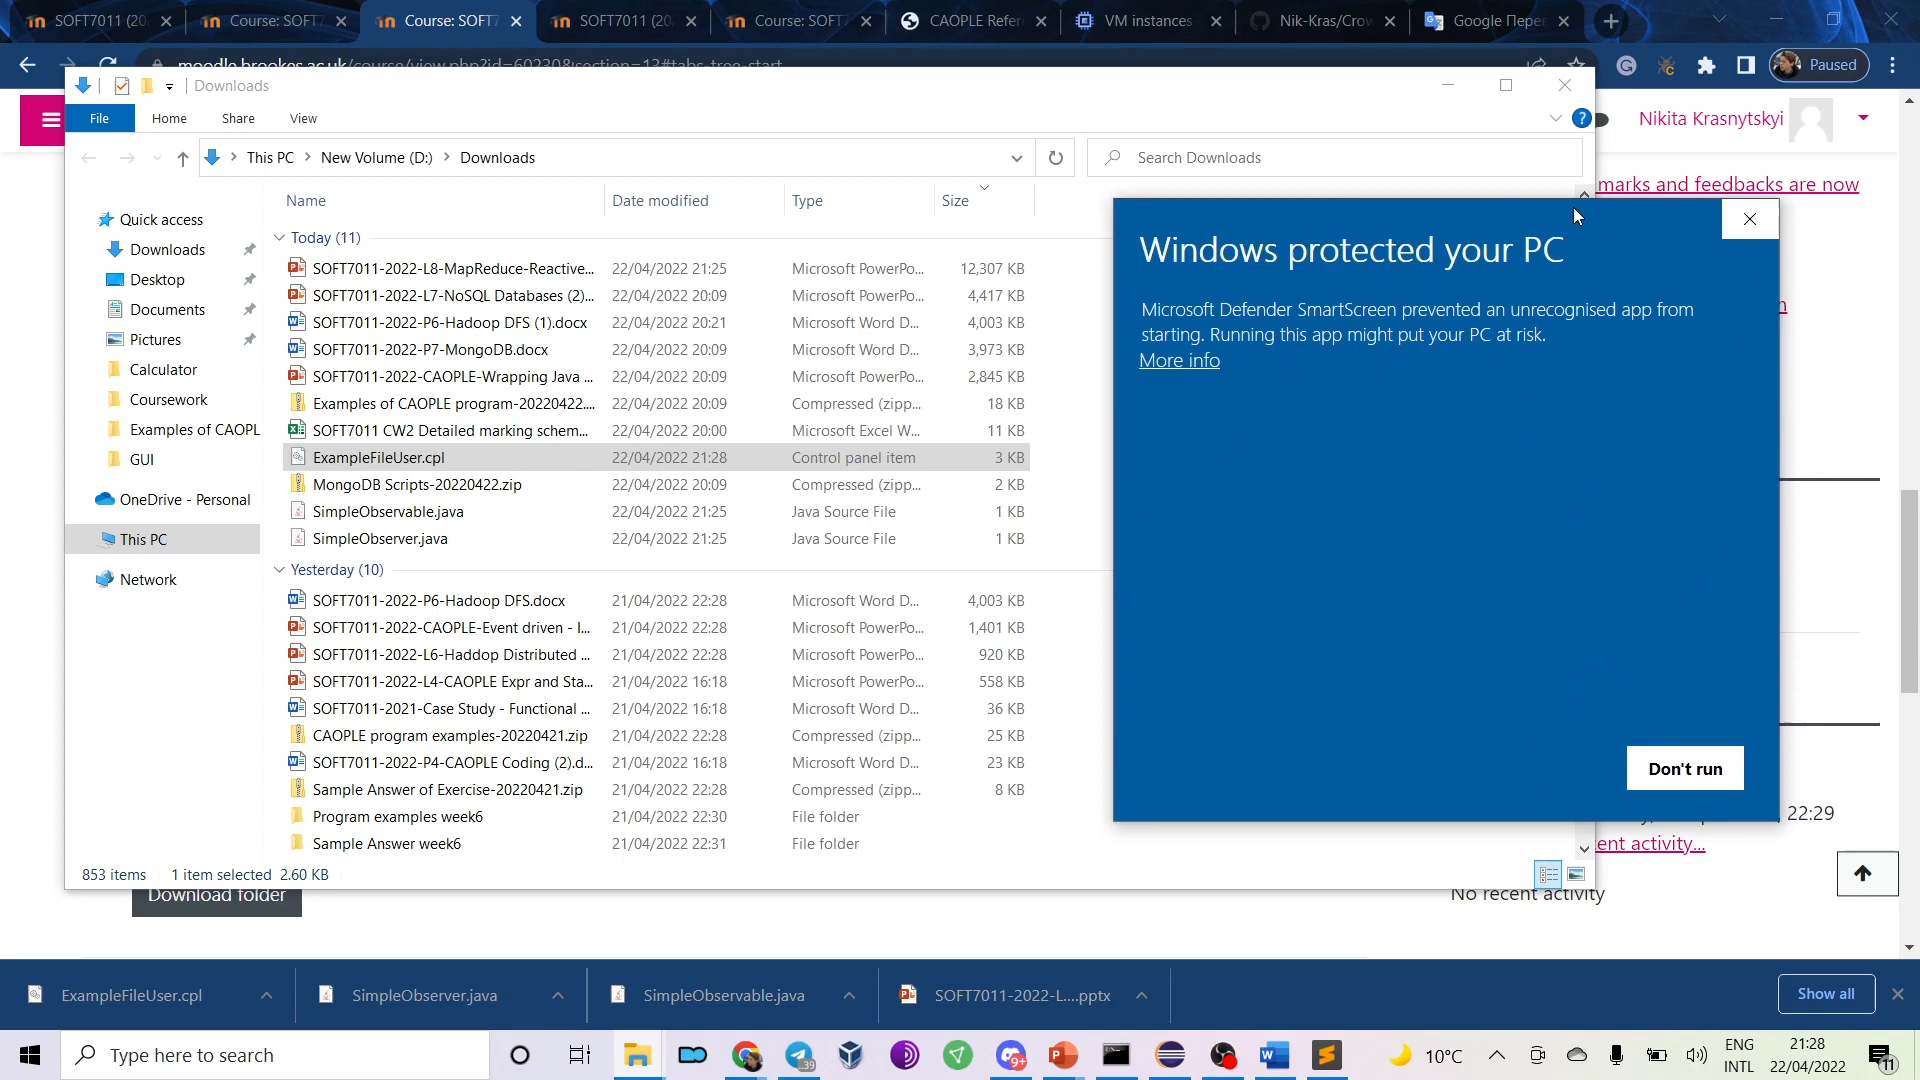 SOFT7011 (20
Course: SOFT7
Course: SOFT7
SOFT7011 (20
Course: SOFT7
CAOPLE Refer
VM instances
Nik-Kras/Crow
Google Пере
moodle.brookes.ac.uk/course/view.php?id=60230&section=13#tabs-tree-start
Paused
Downloads
File
Home
Share
View
Nikita Krasnytskyi
This PC
New Volume (D:)
Downloads
Search Downloads
marks and feedbacks are now
Name
Date modified
Type
Size
Quick access
Downloads
Desktop
Documents
Pictures
Calculator
Coursework
Examples of CAOPL
GUI
OneDrive - Personal
This PC
Network
Today (11)
SOFT7011-2022-L8-MapReduce-Reactive... 22/04/2022 21:25 Microsoft PowerPo... 12,307 KB
SOFT7011-2022-L7-NoSQL Databases (2)... 22/04/2022 20:09 Microsoft PowerPo... 4,417 KB
SOFT7011-2022-P6-Hadoop DFS (1).docx 22/04/2022 20:21 Microsoft Word D... 4,003 KB
SOFT7011-2022-P7-MongoDB.docx 22/04/2022 20:09 Microsoft Word D... 3,973 KB
SOFT7011-2022-CAOPLE-Wrapping Java ... 22/04/2022 20:09 Microsoft PowerPo... 2,845 KB
Examples of CAOPLE program-20220422.... 22/04/2022 20:09 Compressed (zipp... 18 KB
SOFT7011 CW2 Detailed marking schem... 22/04/2022 20:00 Microsoft Excel W... 11 KB
ExampleFileUser.cpl 22/04/2022 21:28 Control panel item 3 KB
MongoDB Scripts-20220422.zip 22/04/2022 20:09 Compressed (zipp... 2 KB
SimpleObservable.java 22/04/2022 21:25 Java Source File 1 KB
SimpleObserver.java 22/04/2022 21:25 Java Source File 1 KB
Yesterday (10)
SOFT7011-2022-P6-Hadoop DFS.docx 21/04/2022 22:28 Microsoft Word D... 4,003 KB
SOFT7011-2022-CAOPLE-Event driven - I... 21/04/2022 22:28 Microsoft PowerPo... 1,401 KB
SOFT7011-2022-L6-Haddop Distributed ... 21/04/2022 22:28 Microsoft PowerPo... 920 KB
SOFT7011-2022-L4-CAOPLE Expr and Sta... 21/04/2022 16:18 Microsoft PowerPo... 558 KB
SOFT7011-2021-Case Study - Functional ... 21/04/2022 16:18 Microsoft Word D... 36 KB
CAOPLE program examples-20220421.zip 21/04/2022 22:28 Compressed (zipp... 25 KB
SOFT7011-2022-P4-CAOPLE Coding (2).d... 21/04/2022 16:18 Microsoft Word D... 23 KB
Sample Answer of Exercise-20220421.zip 21/04/2022 22:28 Compressed (zipp... 8 KB
Program examples week6 21/04/2022 22:30 File folder
Sample Answer week6 21/04/2022 22:31 File folder
853 items 1 item selected 2.60 KB
Windows protected your PC
Microsoft Defender SmartScreen prevented an unrecognised app from
starting. Running this app might put your PC at risk.
More info
Don't run
, 22:29
ent activity...
Download folder
No recent activity
ExampleFileUser.cpl
SimpleObserver.java
SimpleObservable.java
SOFT7011-2022-L....pptx
Show all
Type here to search
39
9+
10°C
ENG
INTL
21:28
22/04/2022
11